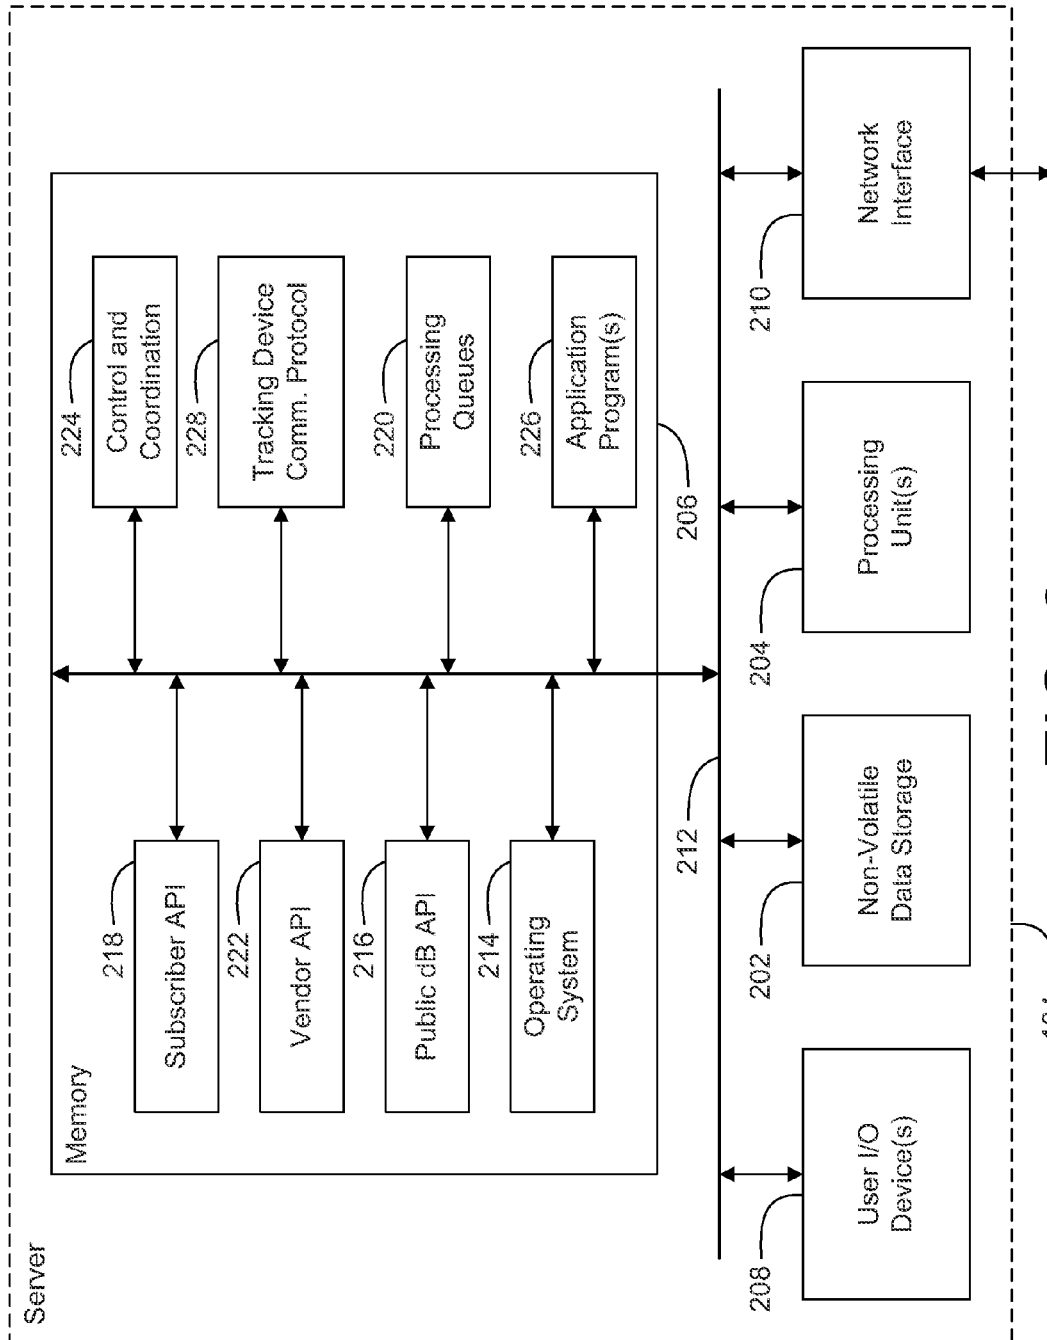 Server
Memory
218
Subscriber API
222
Vendor API
216
Public dB API
214
Operating
System
224
Control and
Coordination
228
Tracking Device
Comm. Protocol
220
Processing
Queues
226
Application
Program(s)
206
212
208
User I/O
Device(s)
202
Non-Volatile
Data Storage
204
Processing
Unit(s)
210
Network
Interface